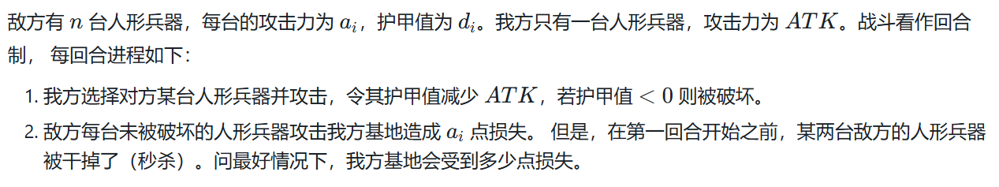 敌方有 n 台人形兵器，每台的攻击力为 a_i，护甲值为 d_i。我方只有一台人形兵器，攻击力为 ATK。战斗看作回合
制， 每回合进程如下：
1. 我方选择对方某台人形兵器并攻击，令其护甲值减少 ATK，若护甲值 < 0 则被破坏。
2. 敌方每台未被破坏的人形兵器攻击我方基地造成 a_i 点损失。 但是，在第一回合开始之前，某两台敌方的人形兵器
被干掉了（秒杀）。问最好情况下，我方基地会受到多少点损失。